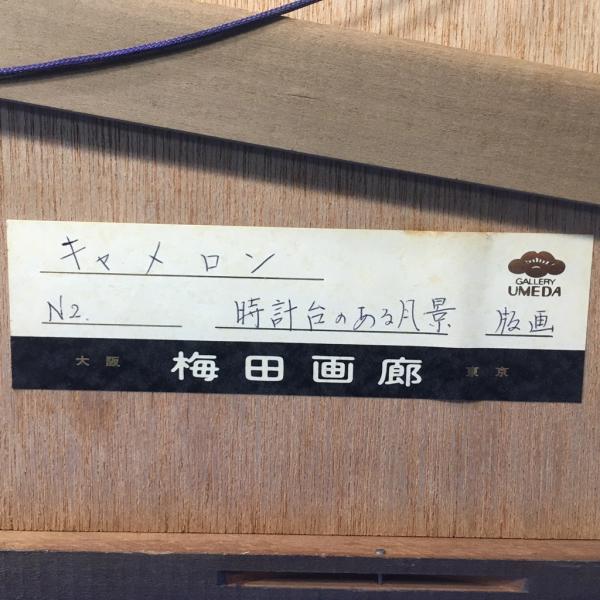 キャメロン
GALLERY
UMEDA
N2. 時計台のある風景 版画
大阪 梅田画廊 東京